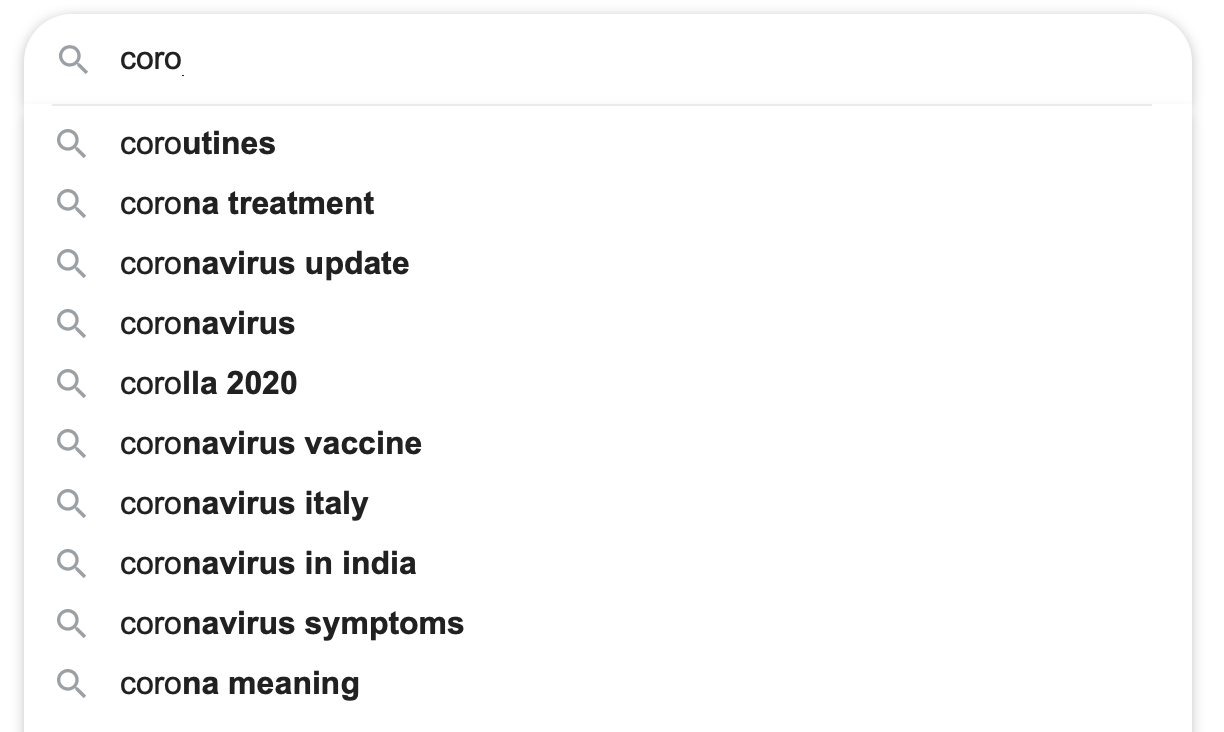 coro
coroutines
corona treatment
coronavirus update
coronavirus
corolla 2020
coronavirus vaccine
coronavirus italy
coronavirus in india
coronavirus symptoms
corona meaning